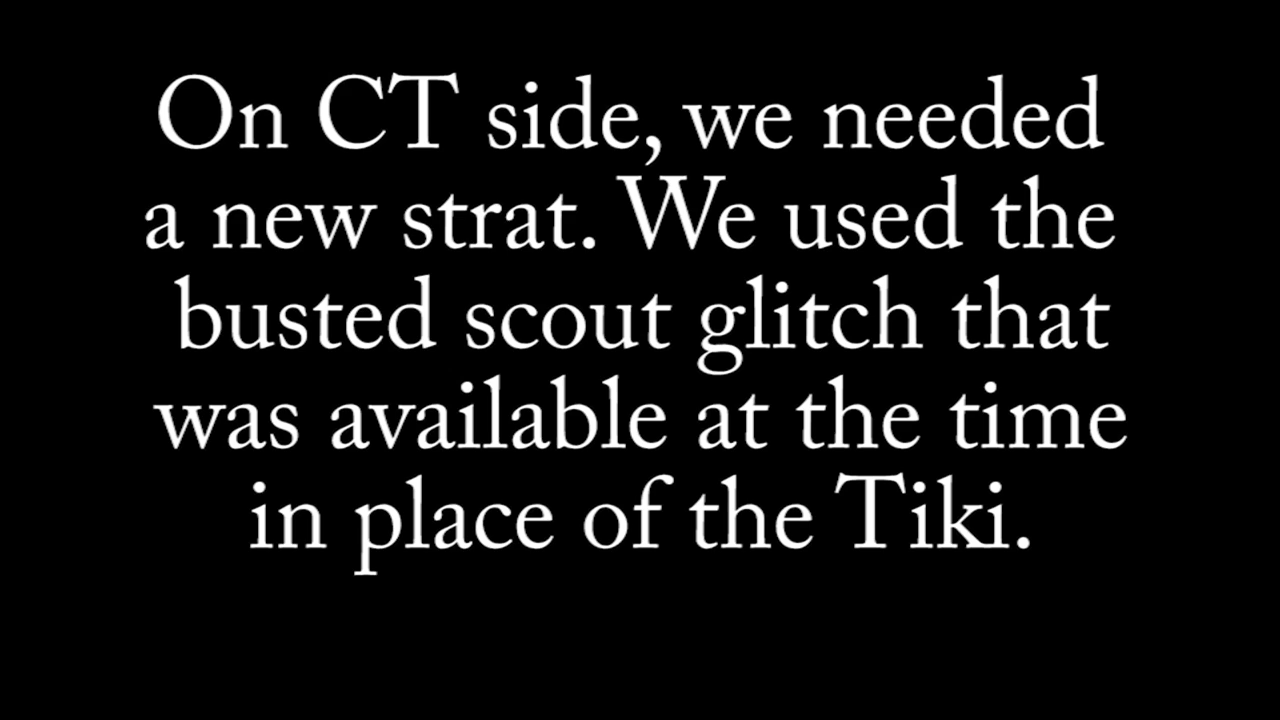 On CT side, we needed
a new strat. We used the
busted scout glitch that
was available at the time
in place of the Tiki.